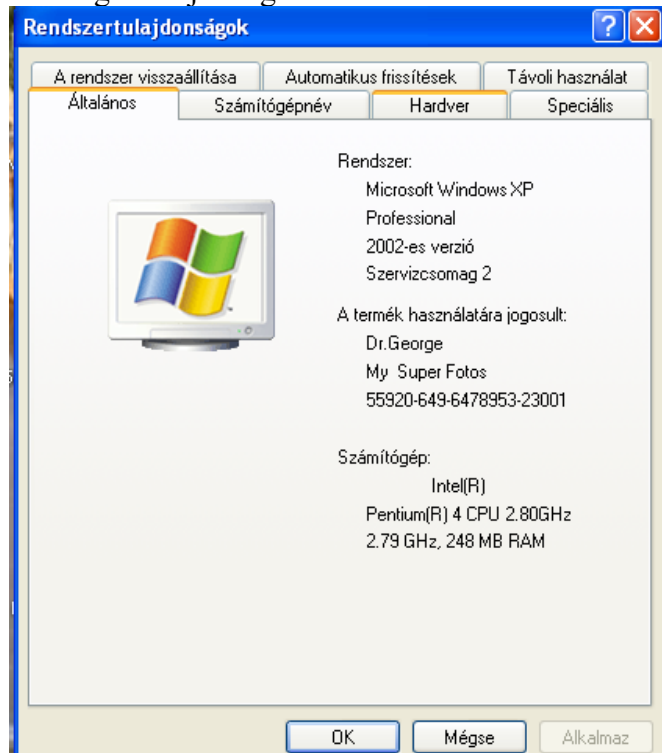 Rendszertulajdonságok
A rendszer visszaállítása Automatikus frissítések Távoli használat
Általános Számítógépnév Hardver Speciális
Rendszer:
Microsoft Windows XP
Professional
2002-es verzió
Szervizcsomag 2
A termék használatára jogosult:
Dr.George
My Super Fotos
55920-649-6478953-23001
Számítógép:
Intel(R)
Pentium(R) 4 CPU 2.80GHz
2.79 GHz, 248 MB RAM
OK Mégse Alkalmaz